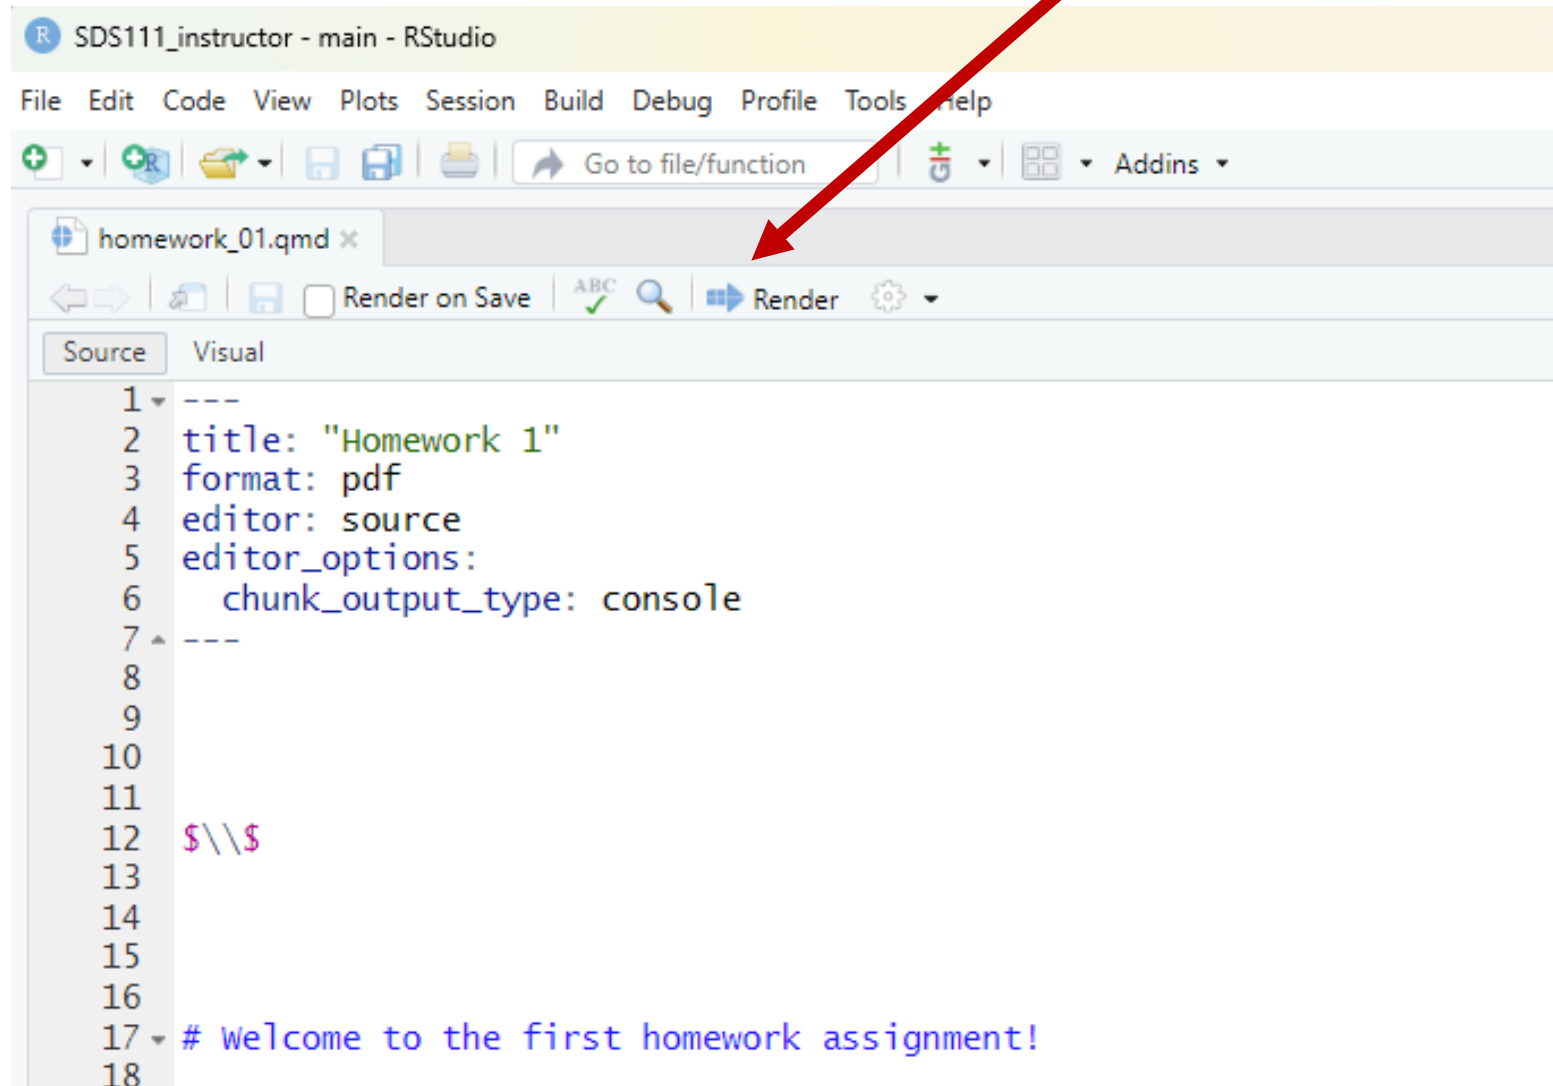 R SDS111_instructor - main - RStudio
File Edit Code View Plots Session Build Debug Profile Tools Help
R Go to file/function Git Addins
homework_01.qmd
Render on Save ABC Render
Source Visual
1 ---
2 title: "Homework 1"
3 format: pdf
4 editor: source
5 editor_options:
6   chunk_output_type: console
7 ---
8
9
10
11
12 $\\$
13
14
15
16
17 # Welcome to the first homework assignment!
18